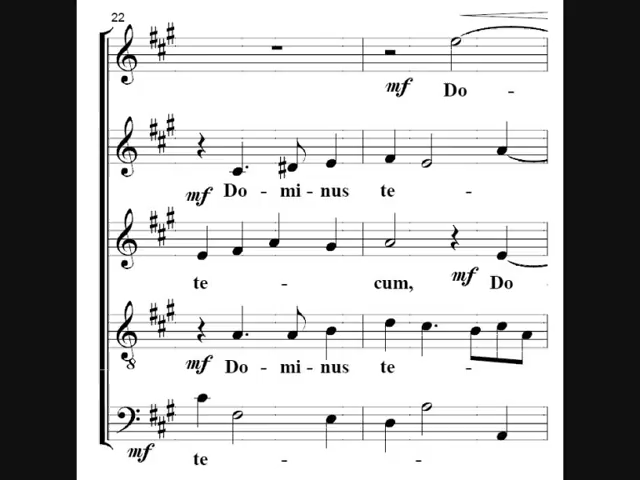 22
mf Do -
mf Do - mi - nus te -
te - cum, mf Do
8
mf Do - mi - nus te -
mf te - -